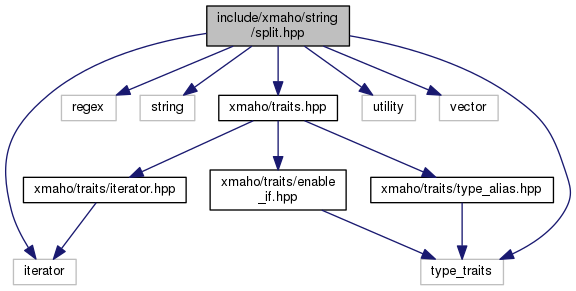 include/xmaho/string
/split.hpp
regex
string
xmaho/traits.hpp
utility
vector
xmaho/traits/iterator.hpp
xmaho/traits/enable
_if.hpp
xmaho/traits/type_alias.hpp
iterator
type_traits